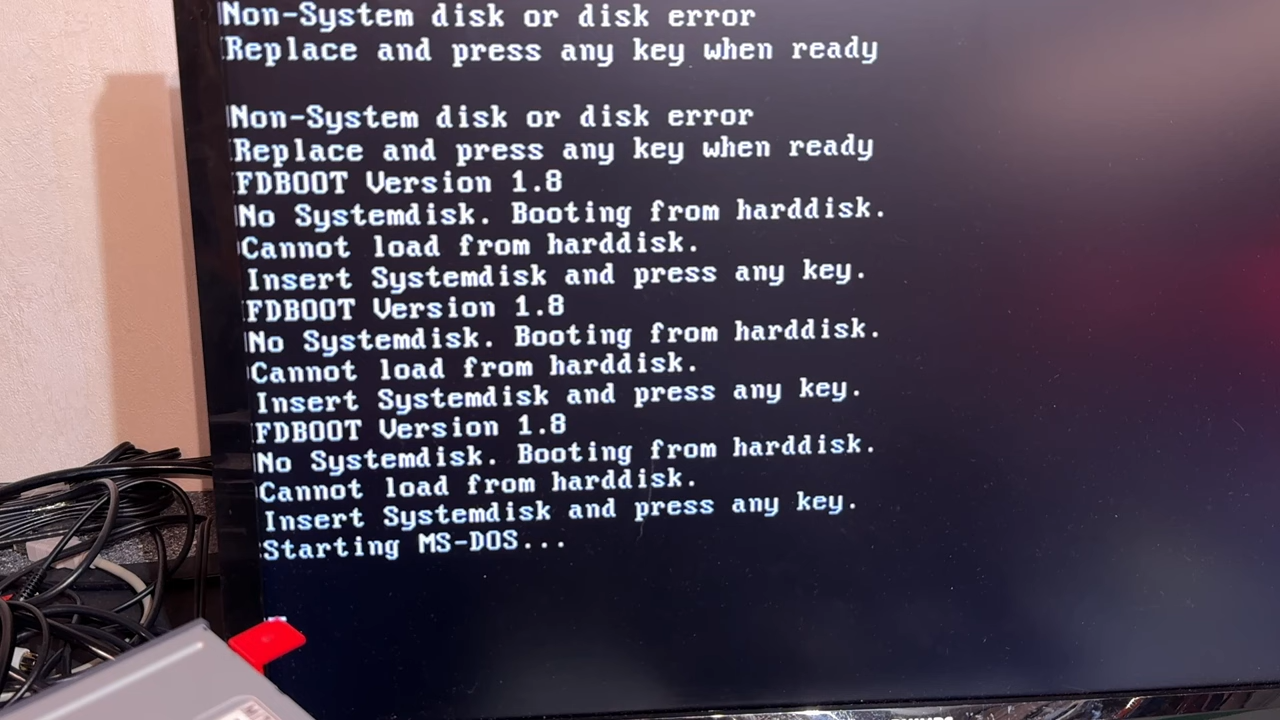 Non-System disk or disk error
Replace and press any key when ready
Non-System disk or disk error
Replace and press any key when ready
FDBOOT Version 1.8
No Systemdisk. Booting from harddisk.
Cannot load from harddisk.
Insert Systemdisk and press any key.
FDBOOT Version 1.8
No Systemdisk. Booting from harddisk.
Cannot load from harddisk.
Insert Systemdisk and press any key.
FDBOOT Version 1.8
No Systemdisk. Booting from harddisk.
Cannot load from harddisk.
Insert Systemdisk and press any key.
Starting MS-DOS...